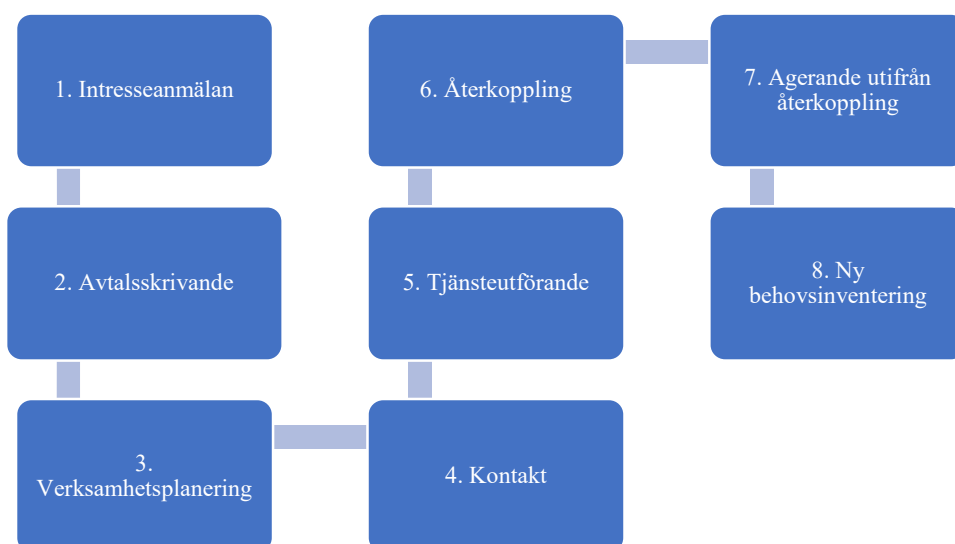 1. Intresseanmälan
2. Avtalsskrivande
3.
Verksamhetsplanering
4. Kontakt
5. Tjänsteutförande
6. Återkoppling
7. Agerande utifrån
återkoppling
8. Ny
behovsinventering